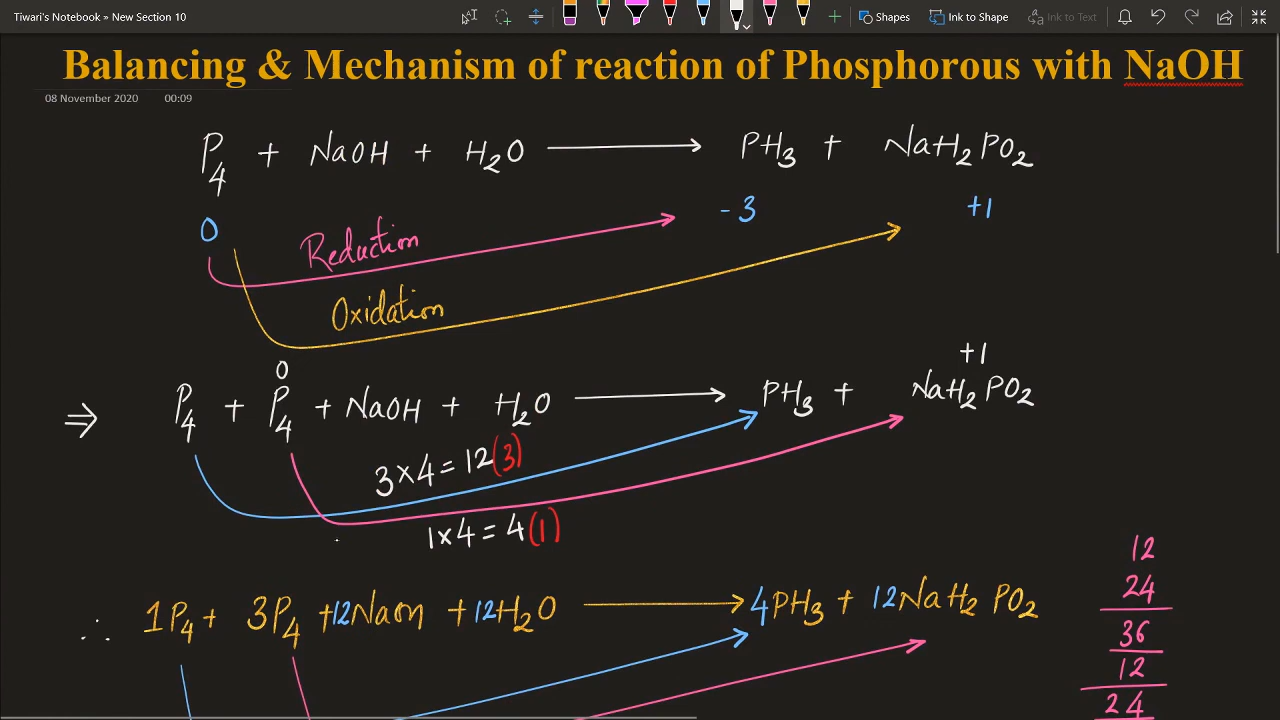 Tiwari's Notebook » New Section 10
Shapes Ink to Shape Ink to Text
Balancing & Mechanism of reaction of Phosphorous with NaOH
08 November 2020 00:09
P4 + NaOH + H2O → PH3 + NaH2PO2
0 -3 +1
Reduction
Oxidation
0 +1
⇒ P4 + P4 + NaOH + H2O → PH3 + NaH2PO2
3×4=12(3)
1×4=4(1)
12
24
∴ 1P4 + 3P4 + 12NaOH + 12H2O → 4PH3 + 12NaH2PO2
36
12
24